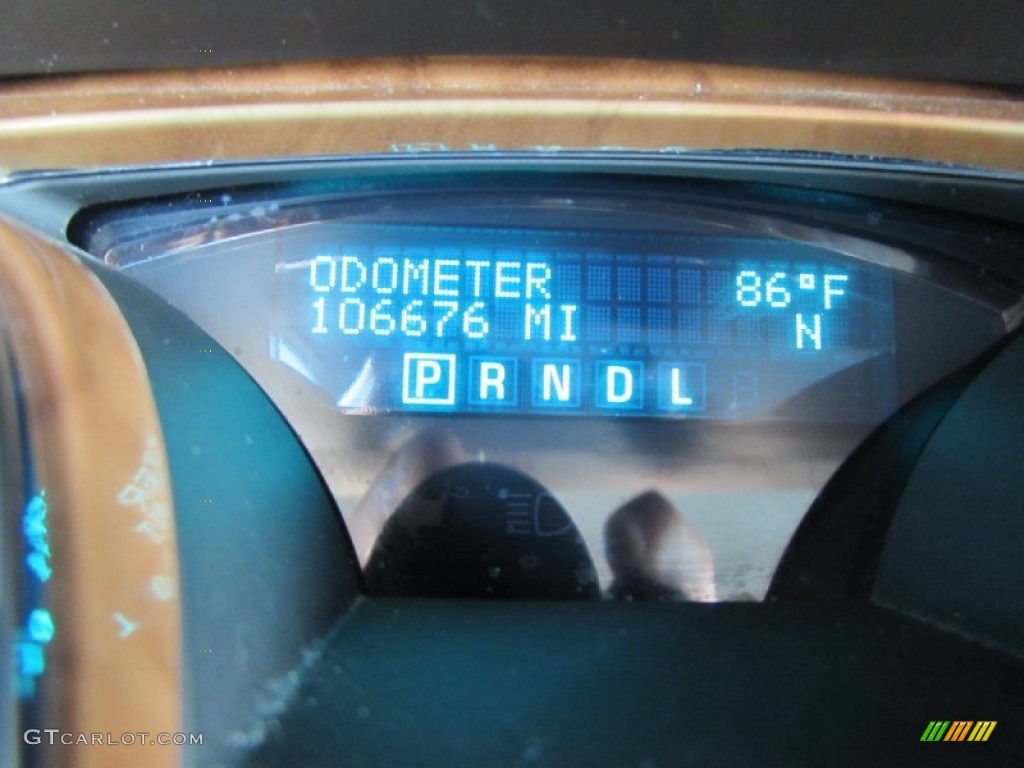 ODOMETER 86°F
106676 MI N
P R N D L
GTCARLOT.COM